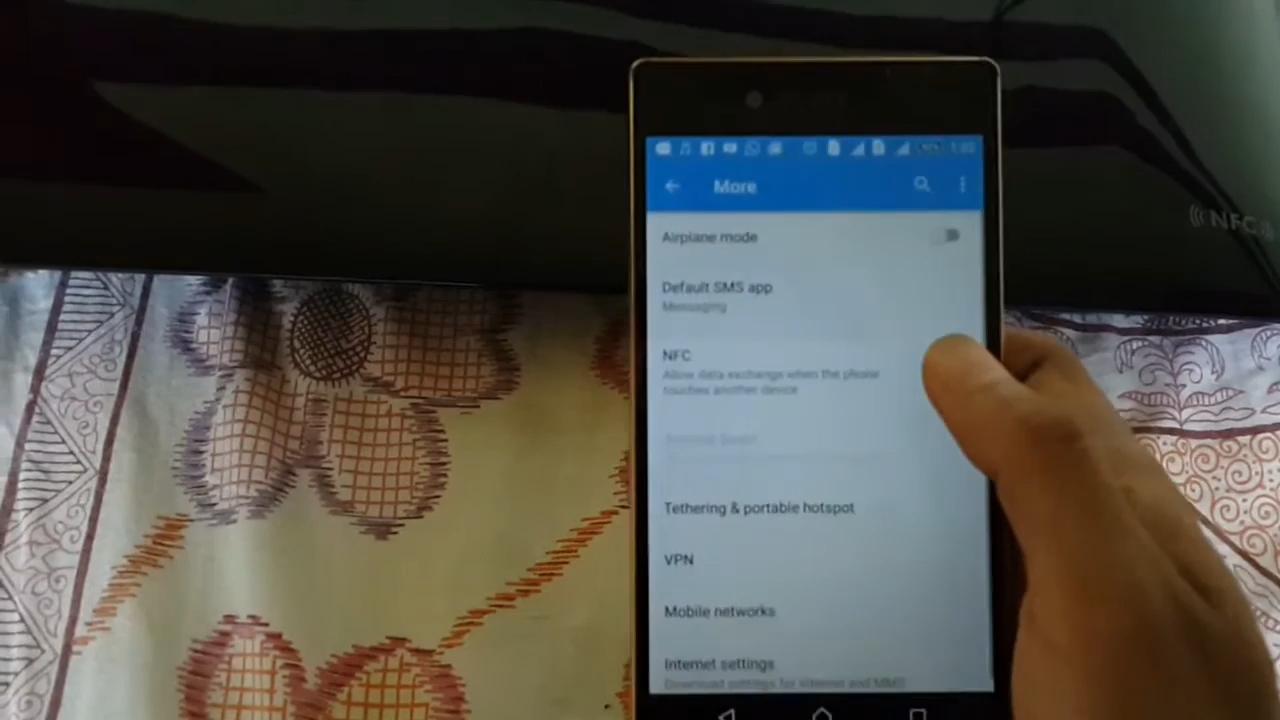 More
Airplane mode
Default SMS app
Messaging
NFC
Allow data exchange when the phone
touches another device
Tethering & portable hotspot
VPN
Mobile networks
Internet settings
Download settings for Internet and MMS
NFC